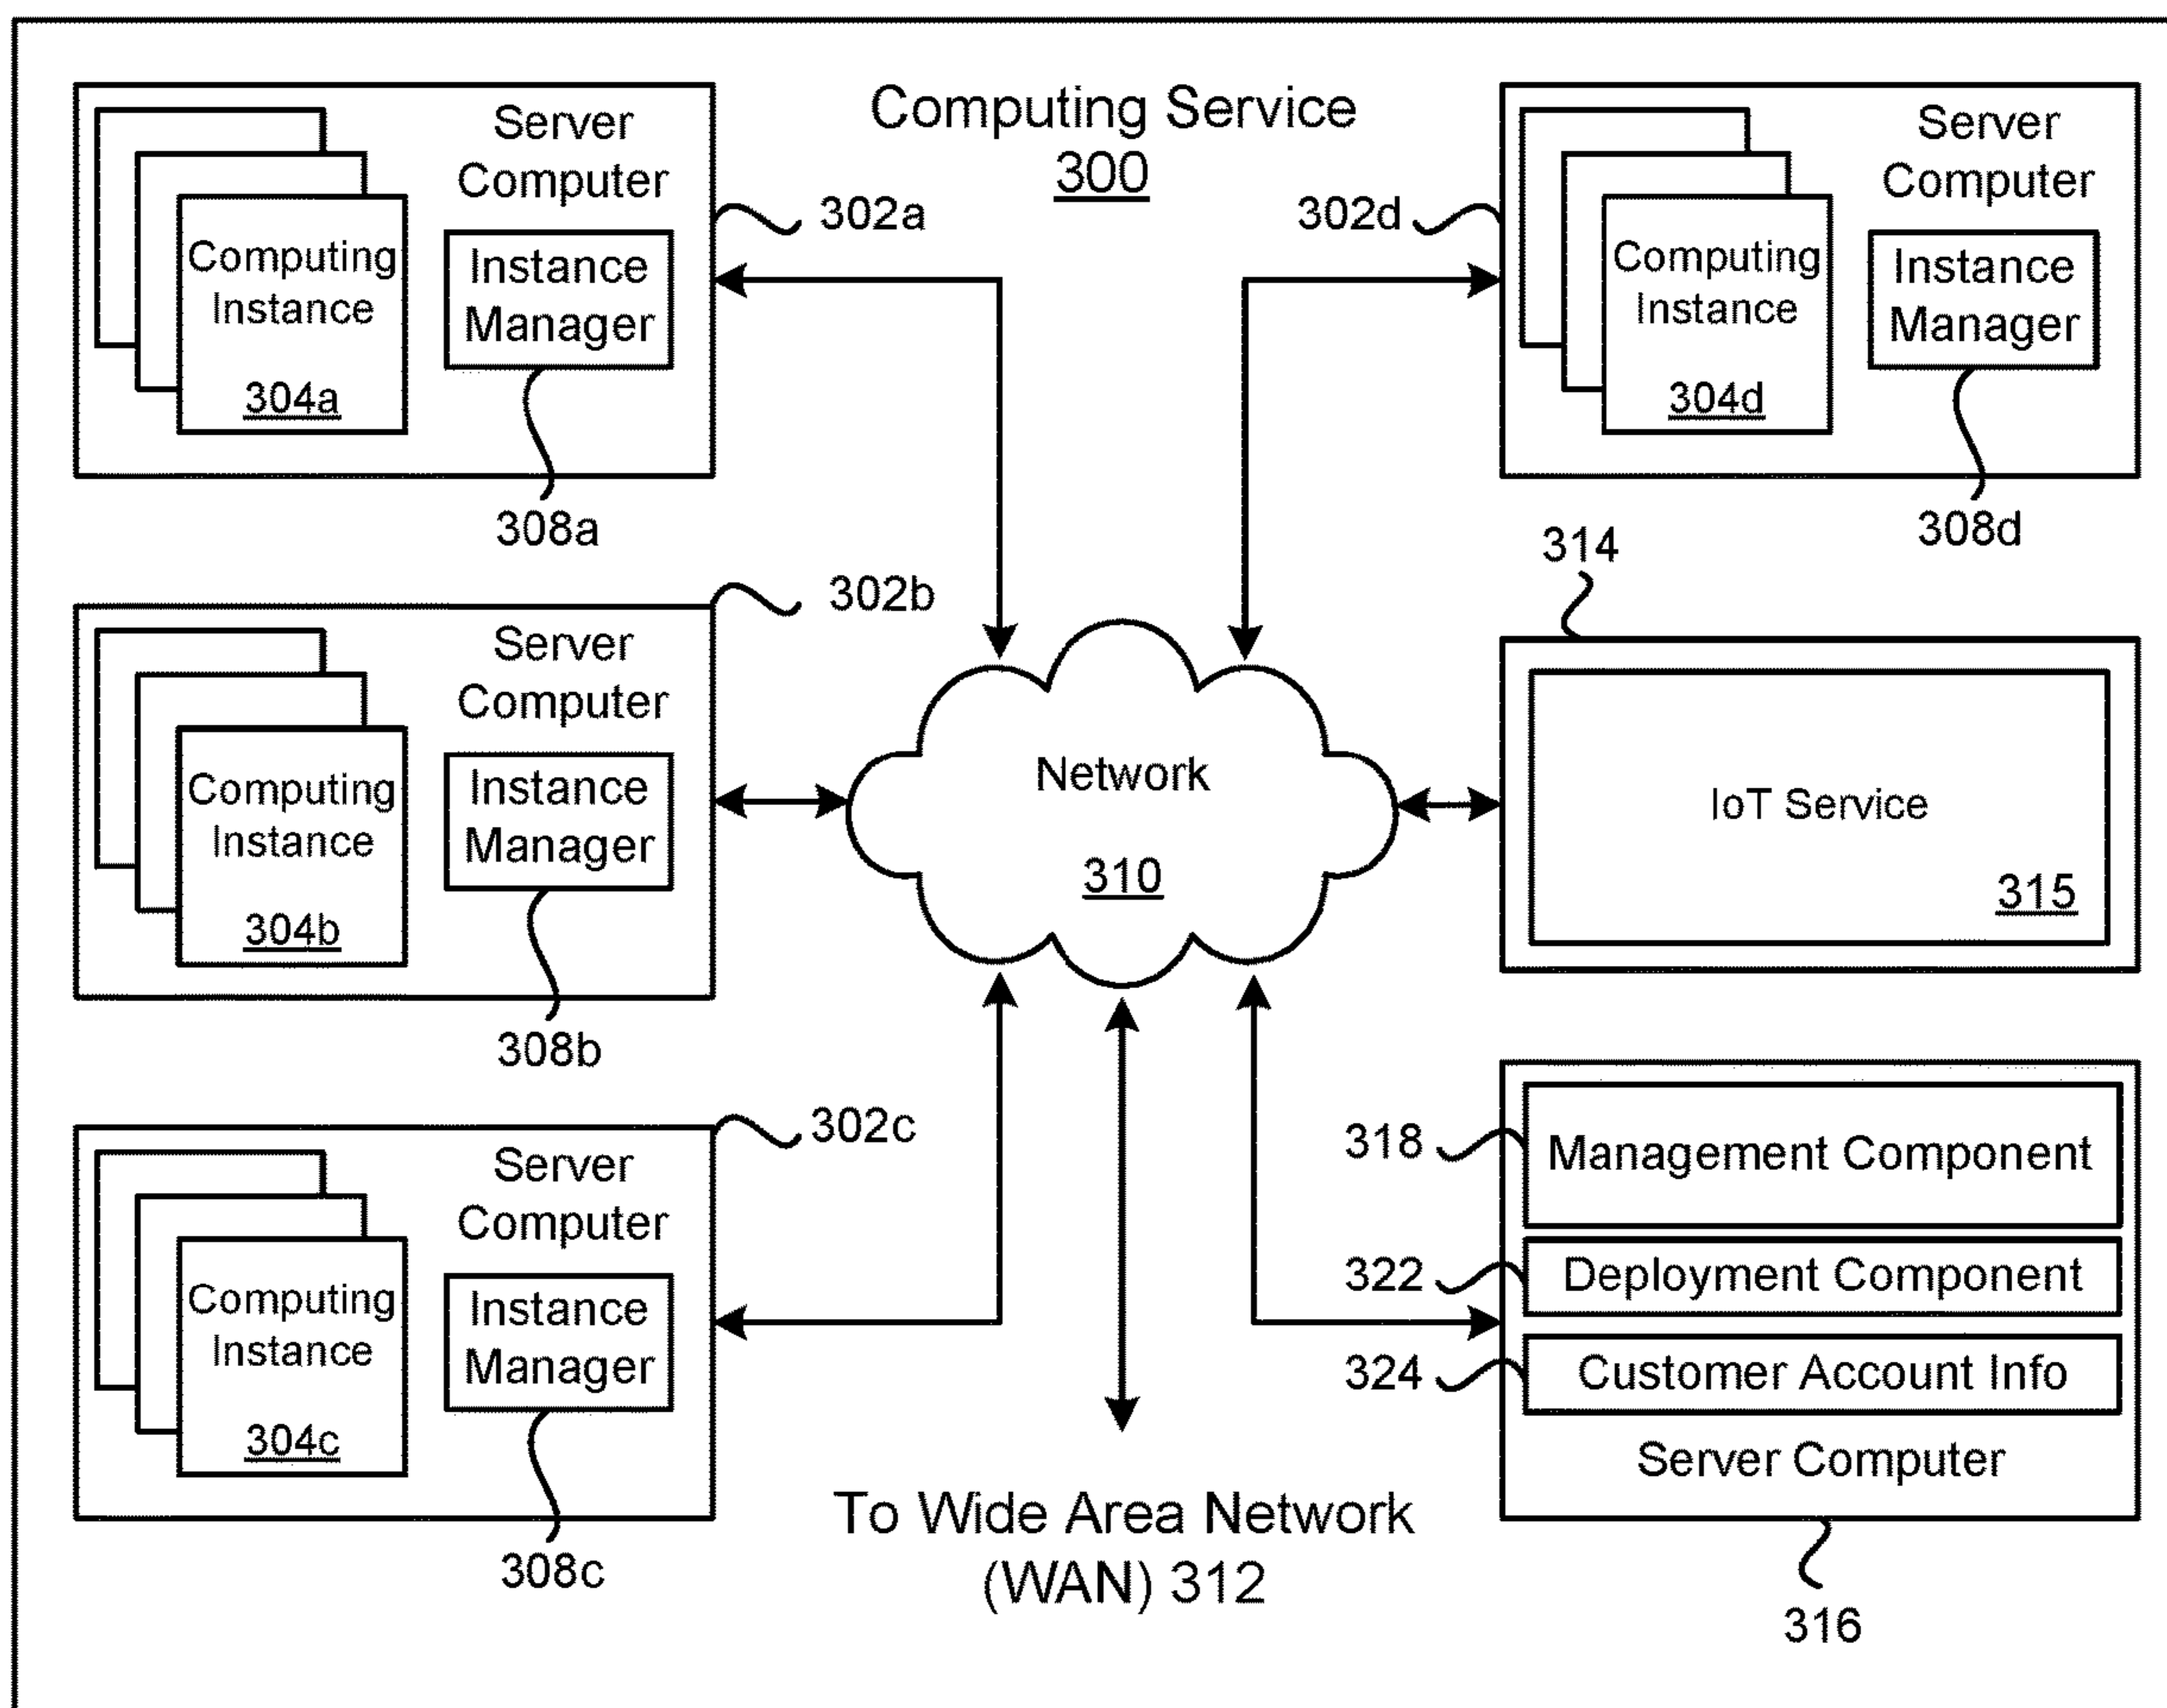 Computing Service
300
Server
Computer
302a
Computing
Instance
304a
Instance
Manager
308a
302d
Server
Computer
Computing
Instance
304d
Instance
Manager
308d
302b
Server
Computer
Computing
Instance
304b
Instance
Manager
308b
Network
310
314
IoT Service
315
302c
Server
Computer
Computing
Instance
304c
Instance
Manager
308c
To Wide Area Network
(WAN) 312
318
Management Component
322
Deployment Component
324
Customer Account Info
Server Computer
316